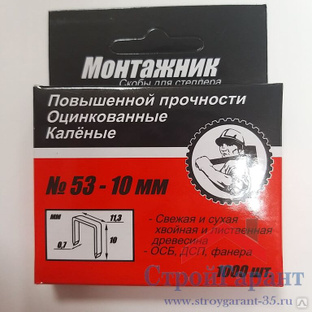 Монтажник
Скобы для степлера
Повышенной прочности
Оцинкованные
Калёные
№ 53 - 10 мм
мм
11,3
0,7
10
- Свежая и сухая
хвойная и лиственная
древесина
- ОСБ, ДСП, фанера
1000 шт.
СтройГарант
www.stroygarant-35.ru